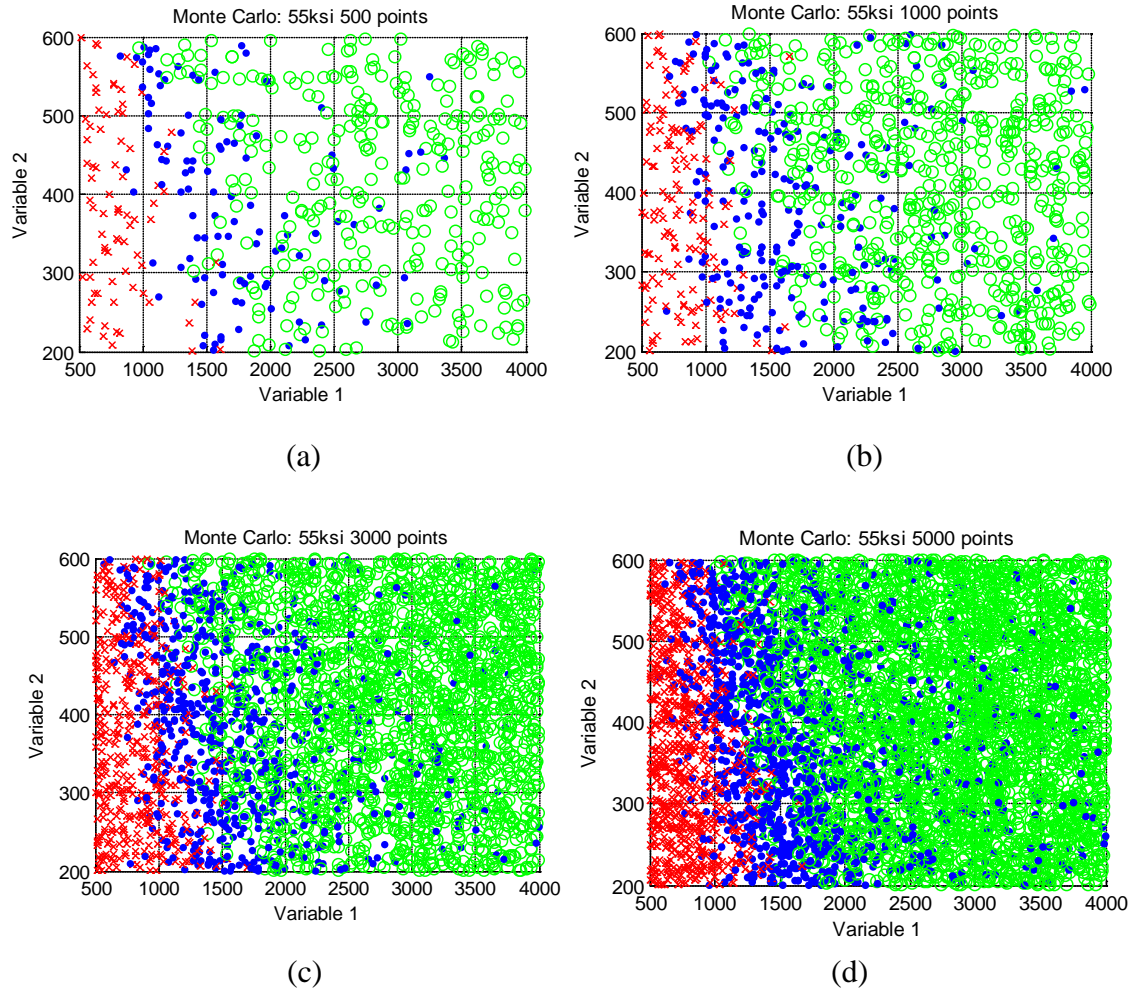 Monte Carlo: 55ksi 500 points
600
500
400
300
200
Variable 2
500 1000 1500 2000 2500 3000 3500 4000
Variable 1
(a)
Monte Carlo: 55ksi 1000 points
600
500
400
300
200
Variable 2
500 1000 1500 2000 2500 3000 3500 4000
Variable 1
(b)
Monte Carlo: 55ksi 3000 points
600
500
400
300
200
Variable 2
500 1000 1500 2000 2500 3000 3500 4000
Variable 1
(c)
Monte Carlo: 55ksi 5000 points
600
500
400
300
200
Variable 2
500 1000 1500 2000 2500 3000 3500 4000
Variable 1
(d)